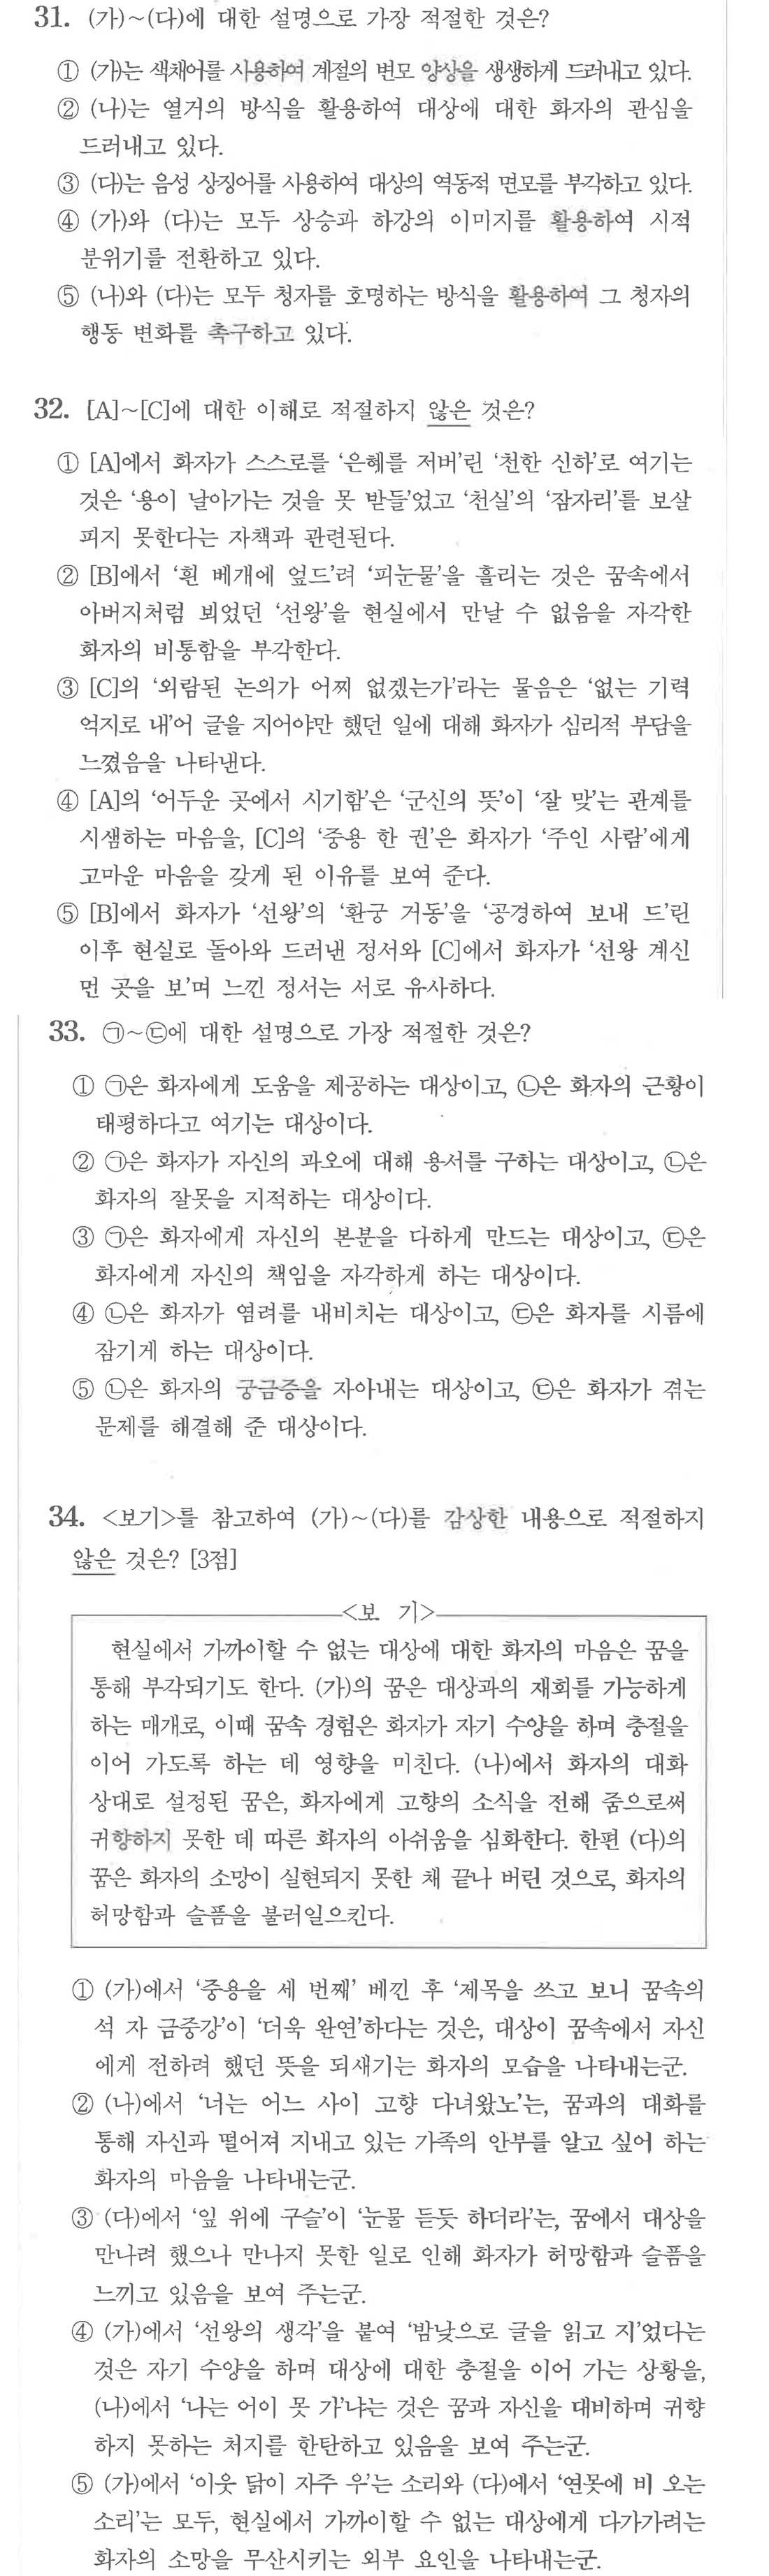 31. (가)~(다)에 대한 설명으로 가장 적절한 것은?
① (가)는 색채어를 사용하여 계절의 변모 양상을 생생하게 드러내고 있다.
② (나)는 열거의 방식을 활용하여 대상에 대한 화자의 관심을
드러내고 있다.
③ (다)는 음성 상징어를 사용하여 대상의 역동적 면모를 부각하고 있다.
④ (가)와 (다)는 모두 상승과 하강의 이미지를 활용하여 시적
분위기를 전환하고 있다.
⑤ (나)와 (다)는 모두 청자를 호명하는 방식을 활용하여 그 청자의
행동 변화를 촉구하고 있다.
32. [A]~[C]에 대한 이해로 적절하지 않은 것은?
① [A]에서 화자가 스스로를 ‘은혜를 저버’린 ‘천한 신하’로 여기는
것은 ‘용이 날아가는 것을 못 받들’었고 ‘천실’의 ‘잠자리’를 보살
피지 못한다는 자책과 관련된다.
② [B]에서 ‘흰 베개에 엎드’려 ‘피눈물’을 흘리는 것은 꿈속에서
아버지처럼 뵈었던 ‘선왕’을 현실에서 만날 수 없음을 자각한
화자의 비통함을 부각한다.
③ [C]의 ‘외람된 논의가 어찌 없겠는가’라는 물음은 ‘없는 기력
억지로 내’어 글을 지어야만 했던 일에 대해 화자가 심리적 부담을
느꼈음을 나타낸다.
④ [A]의 ‘어두운 곳에서 시기함’은 ‘군신의 뜻’이 ‘잘 맞’는 관계를
시샘하는 마음을, [C]의 ‘중용 한 권’은 화자가 ‘주인 사람’에게
고마운 마음을 갖게 된 이유를 보여 준다.
⑤ [B]에서 화자가 ‘선왕’의 ‘환궁 거동’을 ‘공경하여 보내 드’린
이후 현실로 돌아와 드러낸 정서와 [C]에서 화자가 ‘선왕 계신
먼 곳을 보’며 느낀 정서는 서로 유사하다.
33. ㉠~㉢에 대한 설명으로 가장 적절한 것은?
① ㉠은 화자에게 도움을 제공하는 대상이고, ㉡은 화자의 근황이
태평하다고 여기는 대상이다.
② ㉠은 화자가 자신의 과오에 대해 용서를 구하는 대상이고, ㉡은
화자의 잘못을 지적하는 대상이다.
③ ㉠은 화자에게 자신의 본분을 다하게 만드는 대상이고, ㉢은
화자에게 자신의 책임을 자각하게 하는 대상이다.
④ ㉡은 화자가 염려를 내비치는 대상이고, ㉢은 화자를 시름에
잠기게 하는 대상이다.
⑤ ㉡은 화자의 궁금증을 자아내는 대상이고, ㉢은 화자가 겪는
문제를 해결해 준 대상이다.
34. <보기>를 참고하여 (가)~(다)를 감상한 내용으로 적절하지
않은 것은? [3점]
<보 기>
현실에서 가까이할 수 없는 대상에 대한 화자의 마음은 꿈을
통해 부각되기도 한다. (가)의 꿈은 대상과의 재회를 가능하게
하는 매개로, 이때 꿈속 경험은 화자가 자기 수양을 하며 충절을
이어 가도록 하는 데 영향을 미친다. (나)에서 화자의 대화
상대로 설정된 꿈은, 화자에게 고향의 소식을 전해 줌으로써
귀향하지 못한 데 따른 화자의 아쉬움을 심화한다. 한편 (다)의
꿈은 화자의 소망이 실현되지 못한 채 끝나 버린 것으로, 화자의
허망함과 슬픔을 불러일으킨다.
① (가)에서 ‘중용을 세 번째’ 베낀 후 ‘제목을 쓰고 보니 꿈속의
석 자 금중강’이 ‘더욱 완연’하다는 것은, 대상이 꿈속에서 자신
에게 전하려 했던 뜻을 되새기는 화자의 모습을 나타내는군.
② (나)에서 ‘너는 어느 사이 고향 다녀왔노’는, 꿈과의 대화를
통해 자신과 떨어져 지내고 있는 가족의 안부를 알고 싶어 하는
화자의 마음을 나타내는군.
③ (다)에서 ‘잎 위에 구슬’이 ‘눈물 듣듯 하더라’는, 꿈에서 대상을
만나려 했으나 만나지 못한 일로 인해 화자가 허망함과 슬픔을
느끼고 있음을 보여 주는군.
④ (가)에서 ‘선왕의 생각’을 붙여 ‘밤낮으로 글을 읽고 지’었다는
것은 자기 수양을 하며 대상에 대한 충절을 이어 가는 상황을,
(나)에서 ‘나는 어이 못 가’냐는 것은 꿈과 자신을 대비하며 귀향
하지 못하는 처지를 한탄하고 있음을 보여 주는군.
⑤ (가)에서 ‘이웃 닭이 자주 우’는 소리와 (다)에서 ‘연못에 비 오는
소리’는 모두, 현실에서 가까이할 수 없는 대상에게 다가가려는
화자의 소망을 무산시키는 외부 요인을 나타내는군.